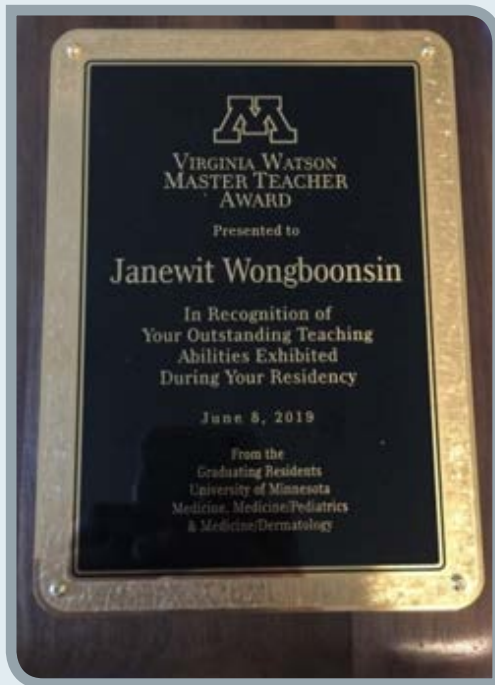 M
VIRGINIA WATSON
MASTER TEACHER
AWARD
Presented to
Janewit Wongboonsin
In Recognition of
Your Outstanding Teaching
Abilities Exhibited
During Your Residency
June 8, 2019
From the
Graduating Residents
University of Minnesota
Medicine, Medicine/Pediatrics
& Medicine/Dermatology